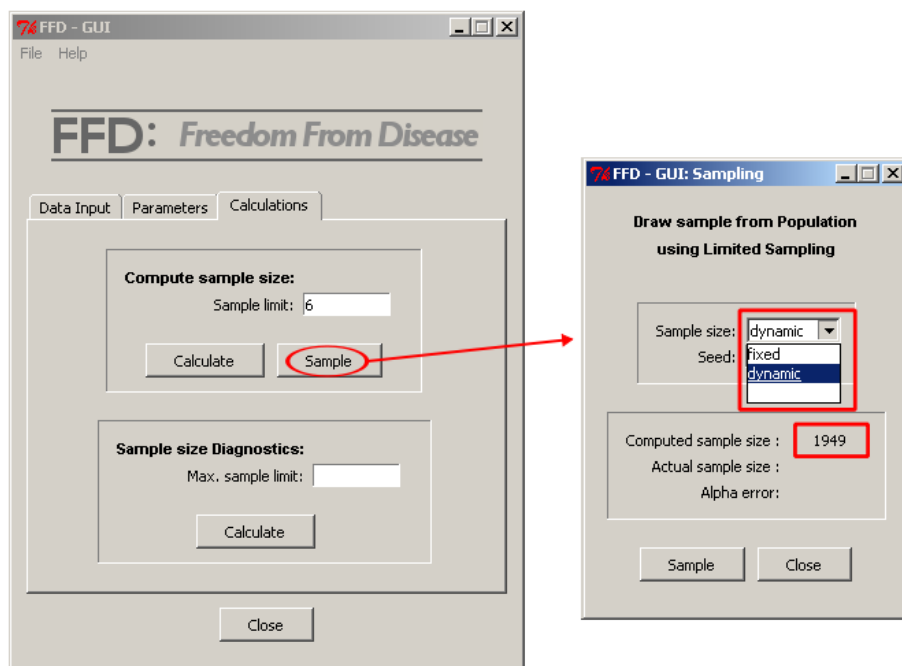 FFD - GUI
File Help
FFD: Freedom From Disease
Data Input Parameters Calculations
Compute sample size:
Sample limit: 6
Calculate Sample
Sample size Diagnostics:
Max. sample limit:
Calculate
Close
FFD - GUI: Sampling
Draw sample from Population
using Limited Sampling
Sample size: dynamic
Seed: fixed
dynamic
Computed sample size : 1949
Actual sample size :
Alpha error:
Sample Close